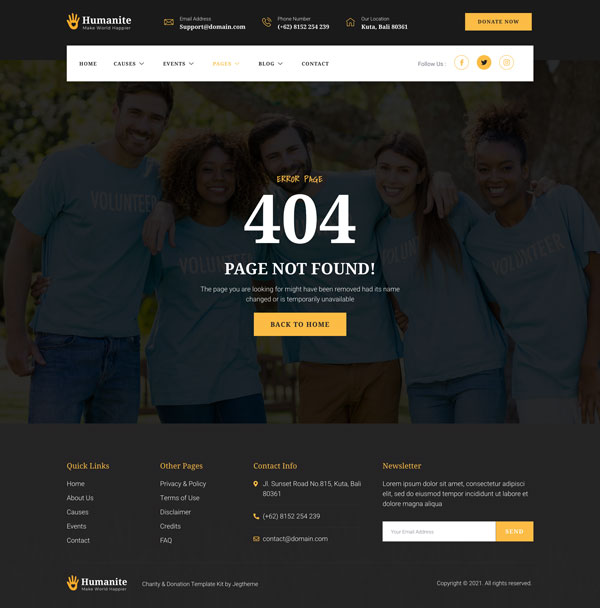 Humanite
Make World Happier
Email Address
Support@domain.com
Phone Number
(+62) 8152 254 239
Our Location
Kuta, Bali 80361
DONATE NOW
HOME
CAUSES
EVENTS
PAGES
BLOG
CONTACT
Follow Us :
VOLUNTEER
VOLUNTEER
VOLUNTEER
VOLUNTEER
ERROR PAGE
404
PAGE NOT FOUND!
The page you are looking for might have been removed had its name
changed or is temporarily unavailable
BACK TO HOME
Quick Links
Home
About Us
Causes
Events
Contact
Other Pages
Privacy & Policy
Terms of Use
Disclaimer
Credits
FAQ
Contact Info
Jl. Sunset Road No.815, Kuta, Bali
80361
(+62) 8152 254 239
contact@domain.com
Newsletter
Lorem ipsum dolor sit amet, consectetur adipisci
elit, sed do eiusmod tempor incididunt ut labore et
dolore magna aliqua
Your Email Address
SEND
Humanite
Make World Happier
Charity & Donation Template Kit by Jegtheme
Copyright © 2021. All rights reserved.